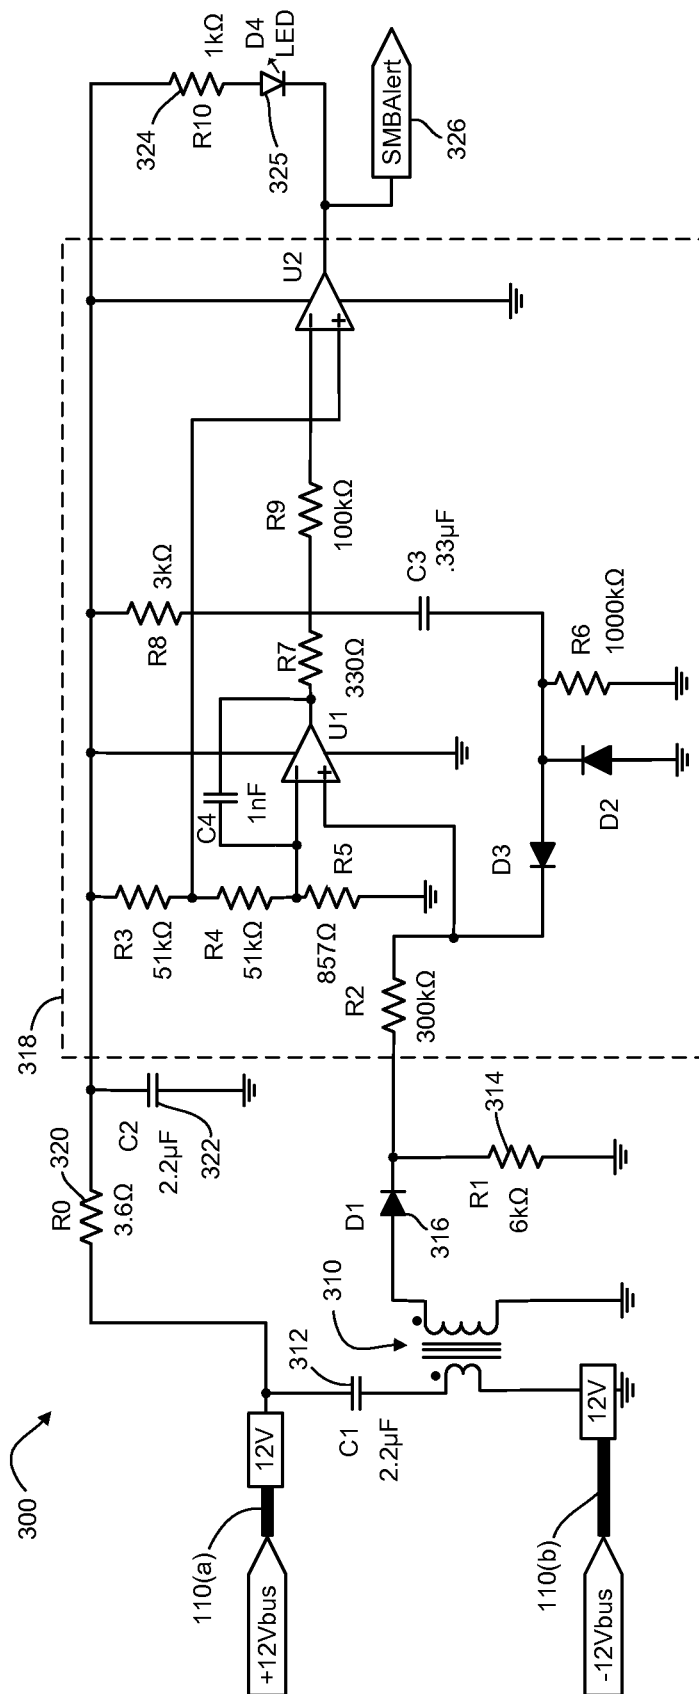 300
+12Vbus
110(a)
12V
-12Vbus
110(b)
12V
C1
2.2µF
312
310
R0
3.6Ω
320
C2
2.2µF
322
D1
316
R1
6kΩ
314
318
R2
300kΩ
R3
51kΩ
R4
51kΩ
R5
857Ω
C4
1nF
U1
−
+
D3
D2
R6
1000kΩ
C3
.33µF
R7
330Ω
R8
3kΩ
R9
100kΩ
U2
−
+
324
R10
1kΩ
D4
LED
325
SMBAlert
326